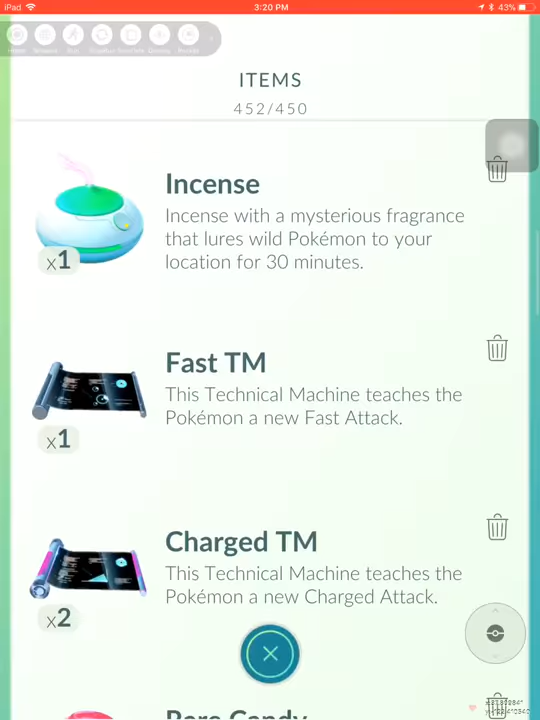 iPad 3:20 PM 43%
ITEMS
452/450
Incense
Incense with a mysterious fragrance
that lures wild Pokémon to your
location for 30 minutes.
x1
Fast TM
This Technical Machine teaches the
Pokémon a new Fast Attack.
x1
Charged TM
This Technical Machine teaches the
Pokémon a new Charged Attack.
x2
Rare Candy